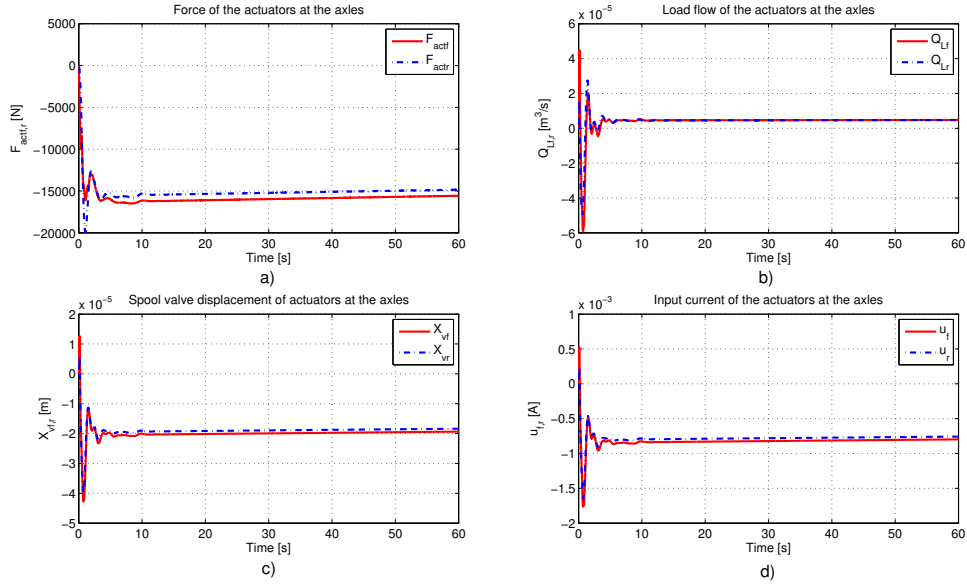 Force of the actuators at the axles
5000
0
−5000
−10000
−15000
−20000
F_actf,r [N]
F_actf
F_actr
0 10 20 30 40 50 60
Time [s]
a)
Load flow of the actuators at the axles
x 10^−5
6
4
2
0
−2
−4
−6
Q_Lf,r [m^3/s]
Q_Lf
Q_Lr
0 10 20 30 40 50 60
Time [s]
b)
Spool valve displacement of actuators at the axles
x 10^−5
2
1
0
−1
−2
−3
−4
−5
X_vf,r [m]
X_vf
X_vr
0 10 20 30 40 50 60
Time [s]
c)
Input current of the actuators at the axles
x 10^−3
1
0.5
0
−0.5
−1
−1.5
−2
u_f,r [A]
u_f
u_r
0 10 20 30 40 50 60
Time [s]
d)